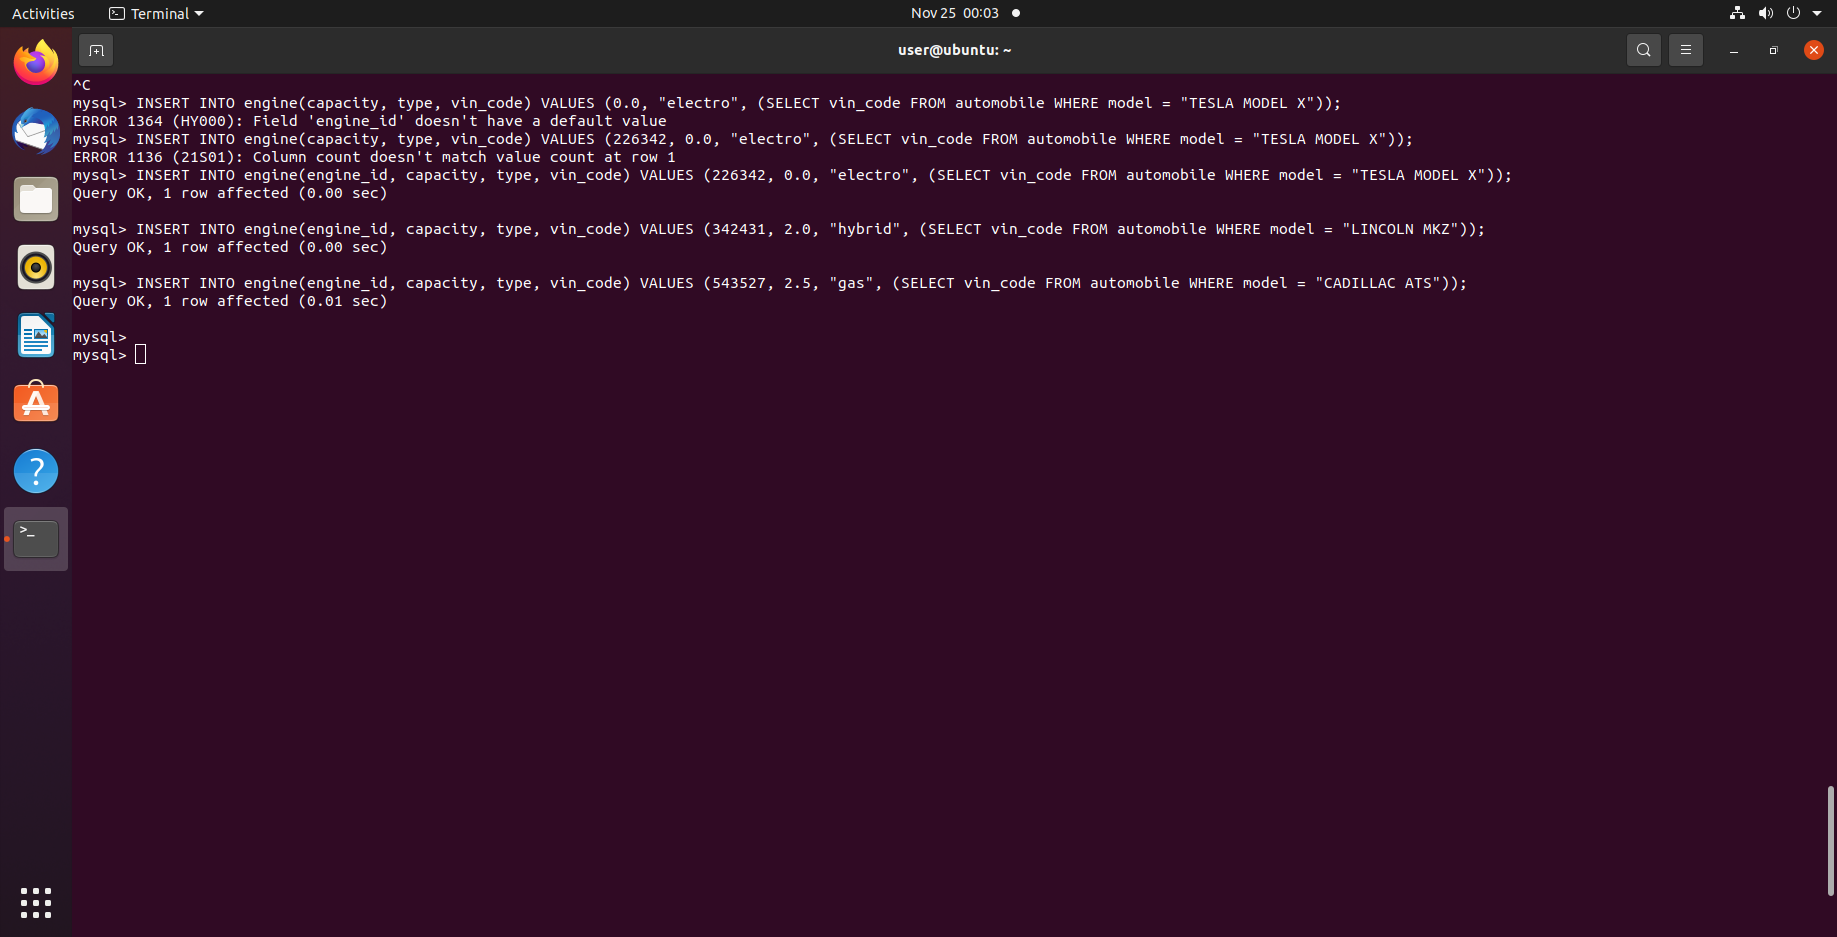 Activities
Terminal
Nov 25 00:03
user@ubuntu: ~
^C
mysql> INSERT INTO engine(capacity, type, vin_code) VALUES (0.0, "electro", (SELECT vin_code FROM automobile WHERE model = "TESLA MODEL X"));
ERROR 1364 (HY000): Field 'engine_id' doesn't have a default value
mysql> INSERT INTO engine(capacity, type, vin_code) VALUES (226342, 0.0, "electro", (SELECT vin_code FROM automobile WHERE model = "TESLA MODEL X"));
ERROR 1136 (21S01): Column count doesn't match value count at row 1
mysql> INSERT INTO engine(engine_id, capacity, type, vin_code) VALUES (226342, 0.0, "electro", (SELECT vin_code FROM automobile WHERE model = "TESLA MODEL X"));
Query OK, 1 row affected (0.00 sec)
mysql> INSERT INTO engine(engine_id, capacity, type, vin_code) VALUES (342431, 2.0, "hybrid", (SELECT vin_code FROM automobile WHERE model = "LINCOLN MKZ"));
Query OK, 1 row affected (0.00 sec)
mysql> INSERT INTO engine(engine_id, capacity, type, vin_code) VALUES (543527, 2.5, "gas", (SELECT vin_code FROM automobile WHERE model = "CADILLAC ATS"));
Query OK, 1 row affected (0.01 sec)
mysql>
mysql>